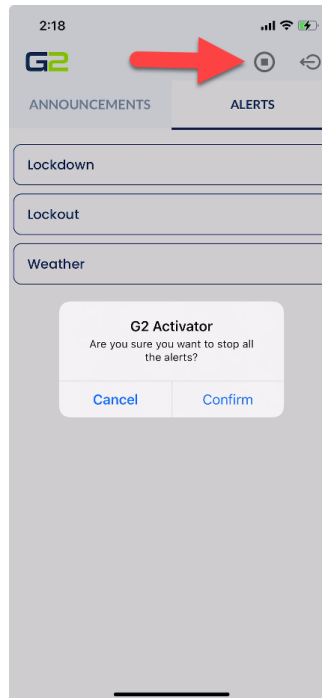 2:18
G2
ANNOUNCEMENTS ALERTS
Lockdown
Lockout
Weather
G2 Activator
Are you sure you want to stop all
the alerts?
Cancel Confirm